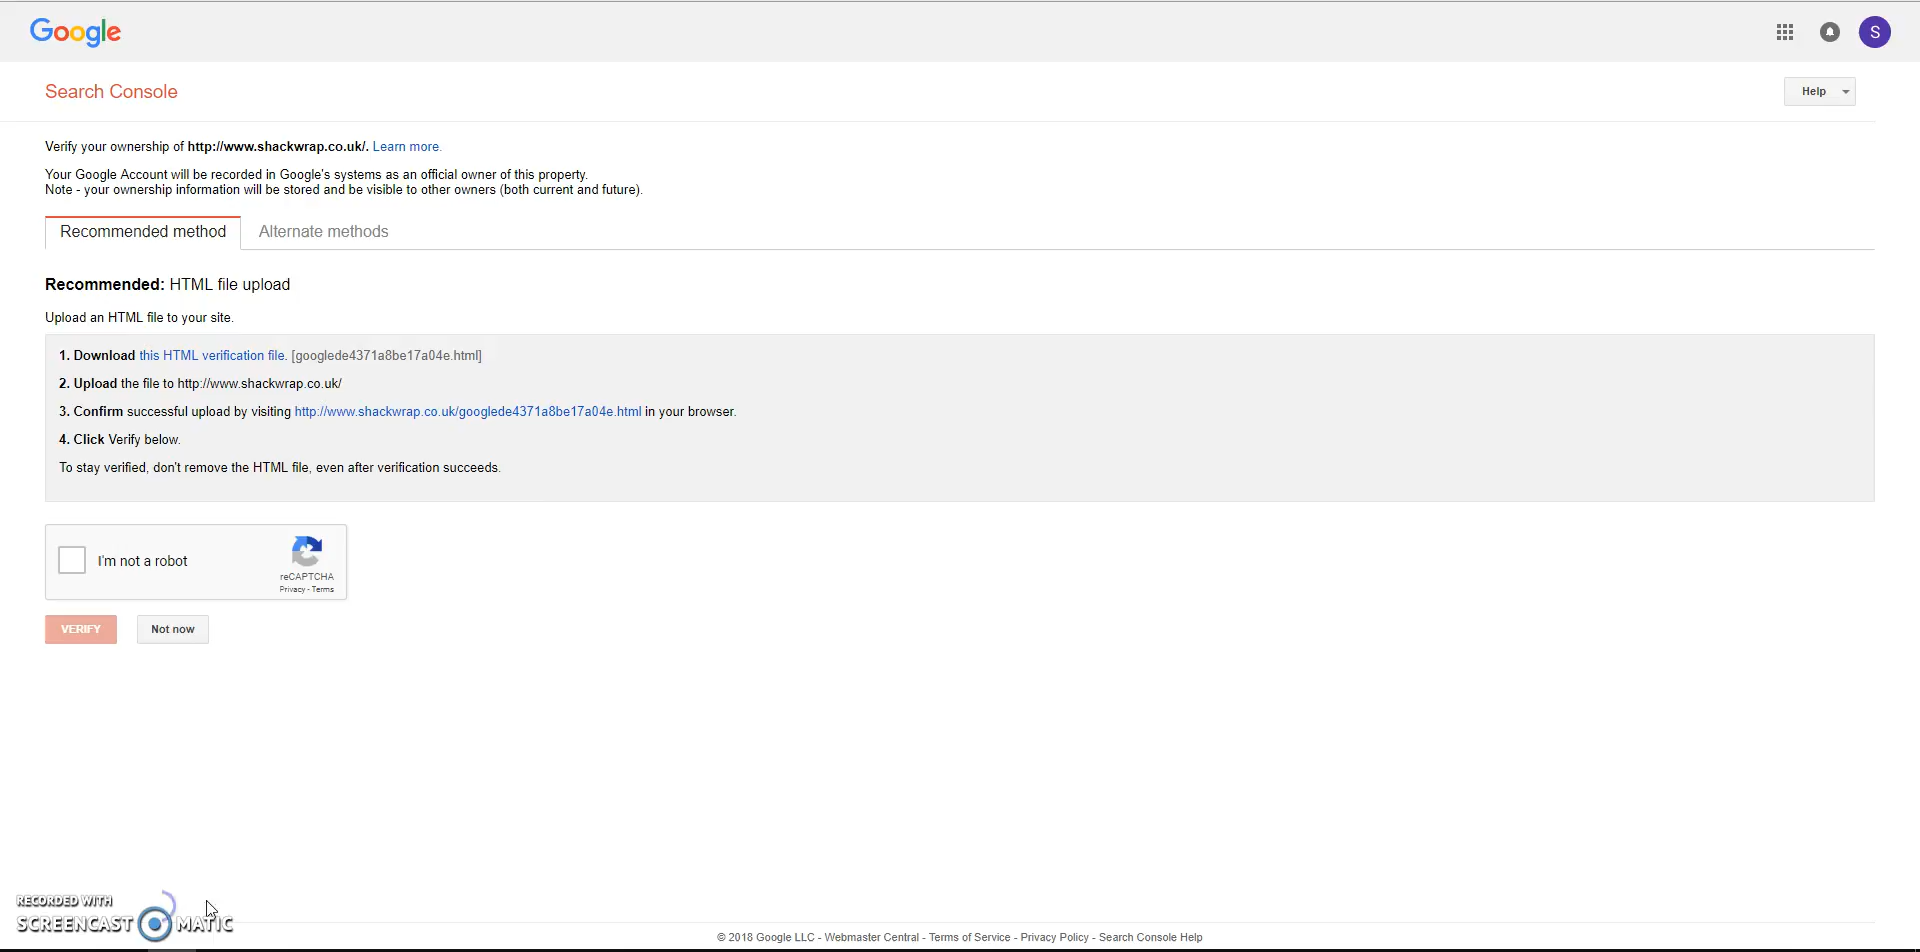 Google
S
Search Console
Help
Verify your ownership of http://www.shackwrap.co.uk/. Learn more.
Your Google Account will be recorded in Google's systems as an official owner of this property.
Note - your ownership information will be stored and be visible to other owners (both current and future).
Recommended method Alternate methods
Recommended: HTML file upload
Upload an HTML file to your site.
1. Download this HTML verification file. [googlede4371a8be17a04e.html]
2. Upload the file to http://www.shackwrap.co.uk/
3. Confirm successful upload by visiting http://www.shackwrap.co.uk/googlede4371a8be17a04e.html in your browser.
4. Click Verify below.
To stay verified, don't remove the HTML file, even after verification succeeds.
I'm not a robot
reCAPTCHA
Privacy - Terms
VERIFY Not now
RECORDED WITH
SCREENCAST MATIC
© 2018 Google LLC - Webmaster Central - Terms of Service - Privacy Policy - Search Console Help